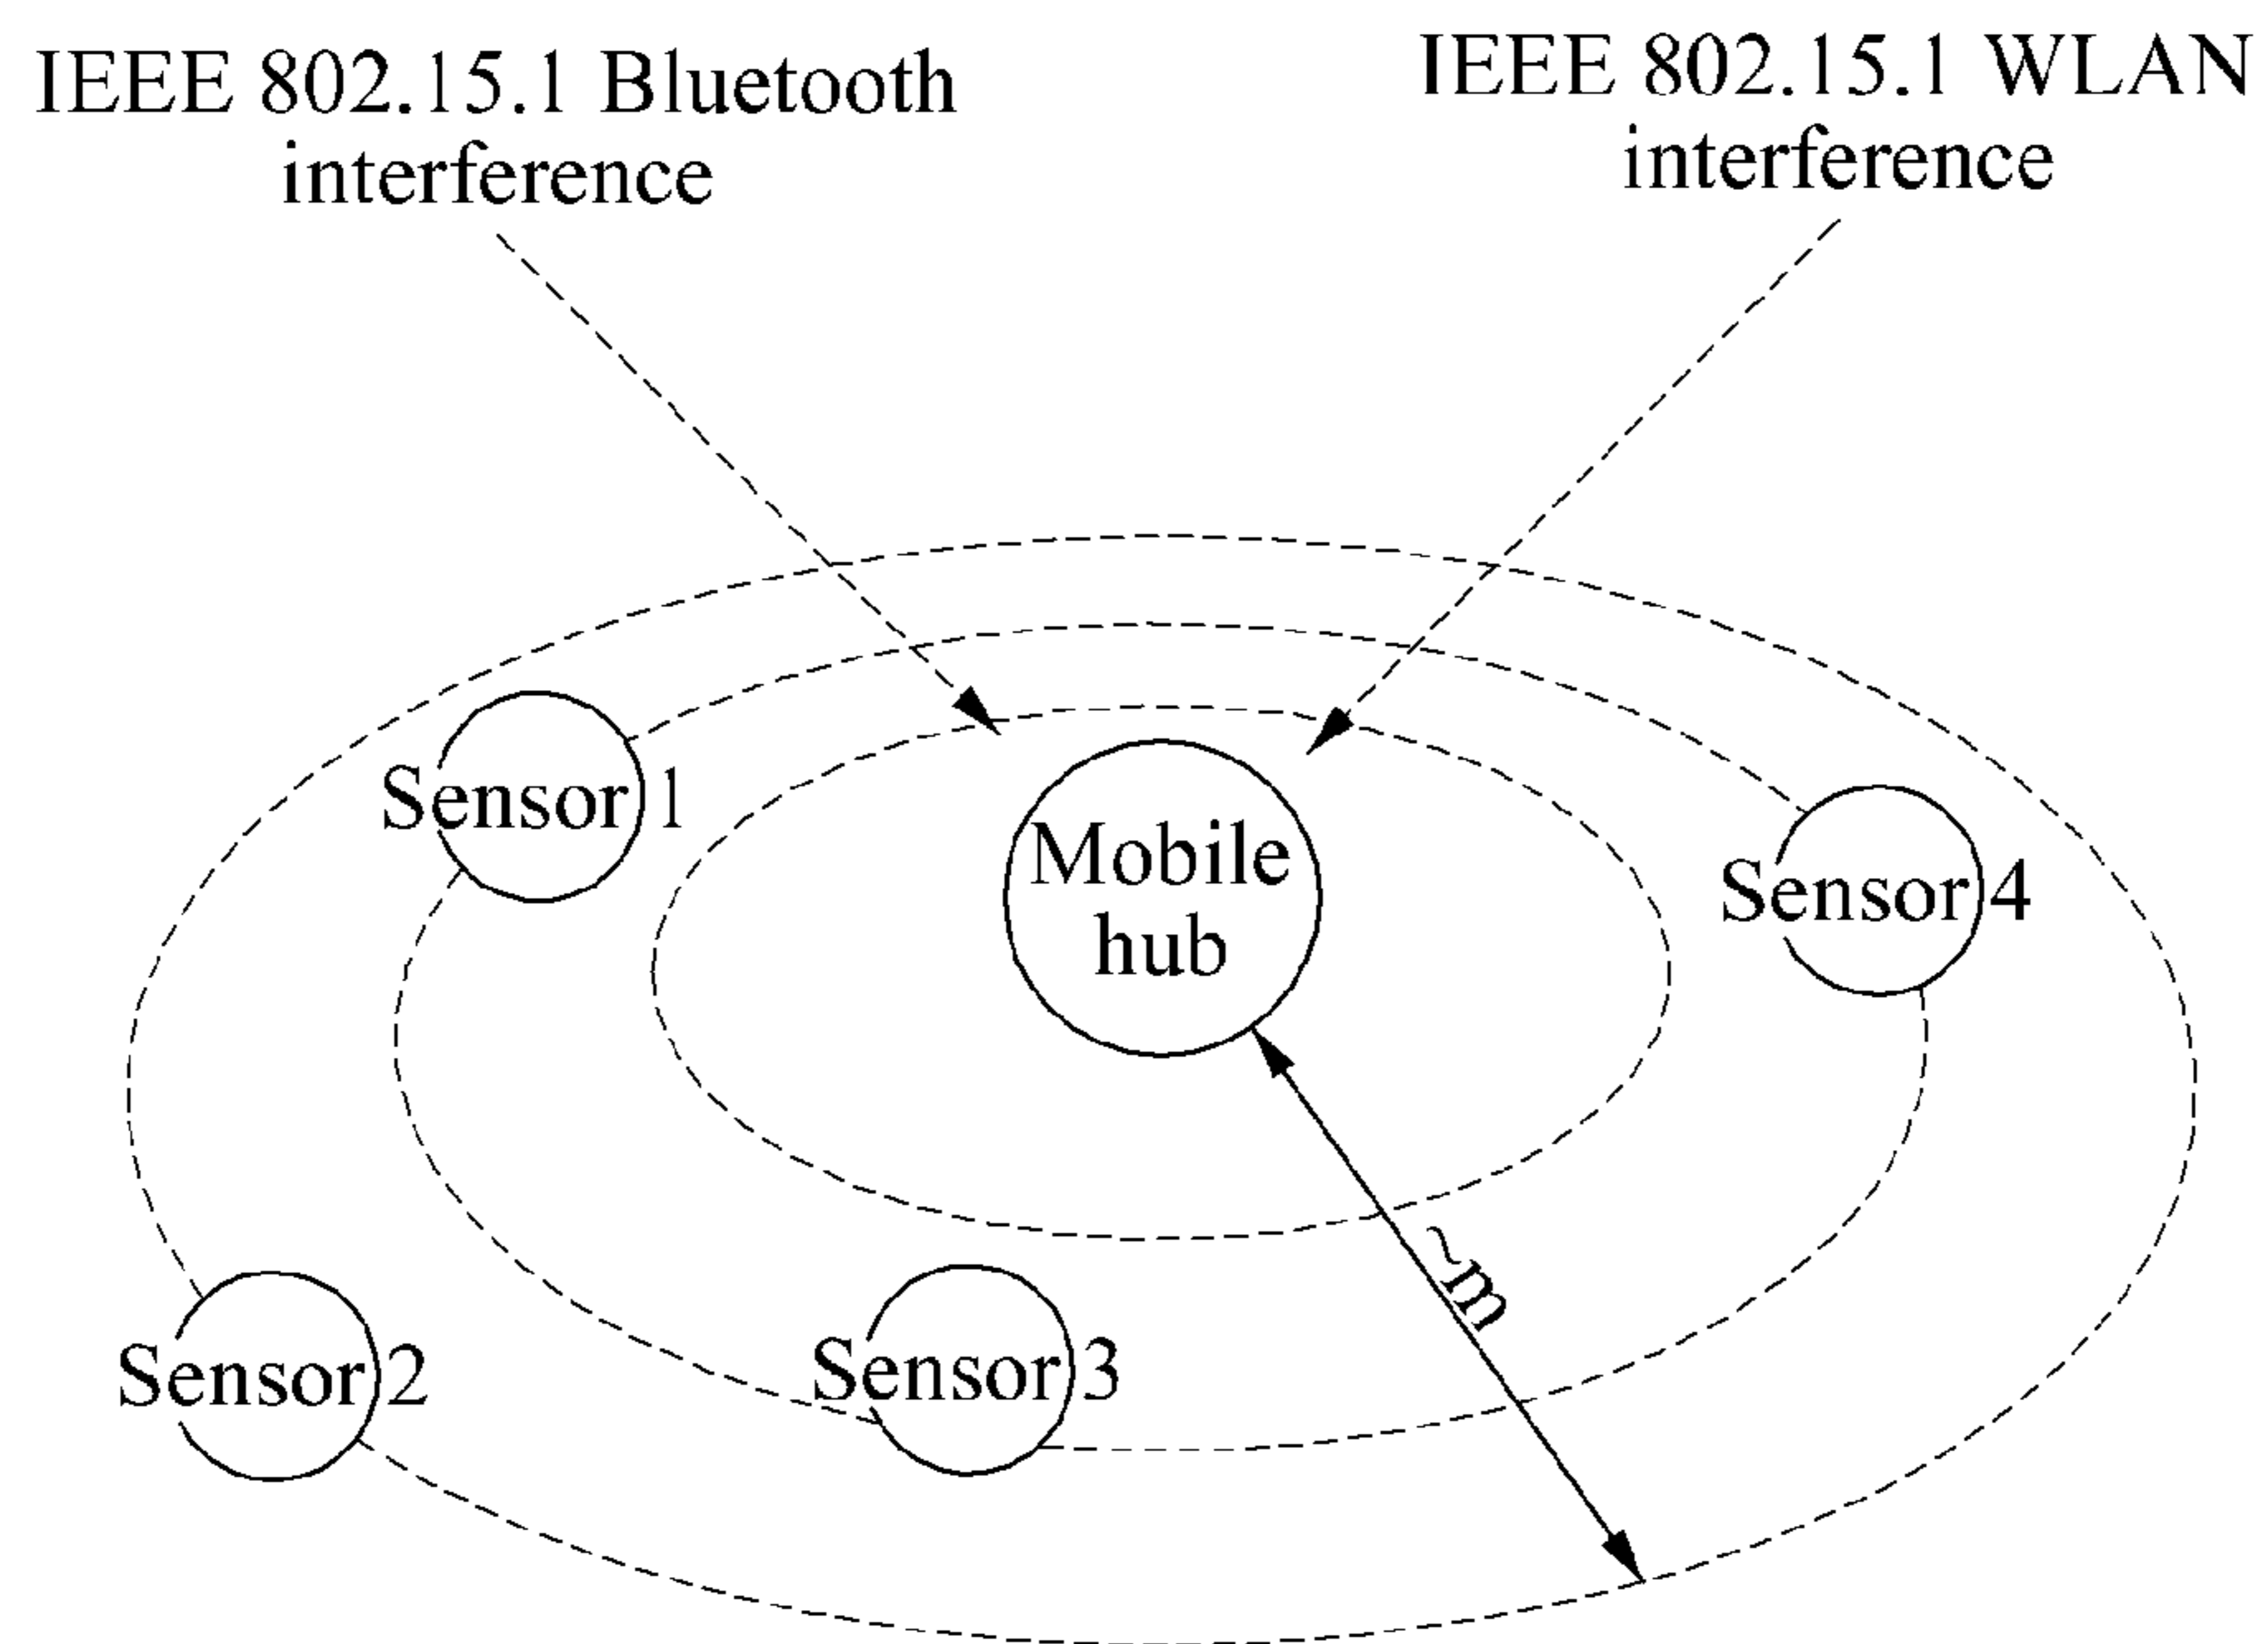 IEEE 802.15.1 Bluetooth
interference
IEEE 802.15.1 WLAN
interference
Sensor 1
Mobile
hub
Sensor 4
~m
Sensor 2
Sensor 3